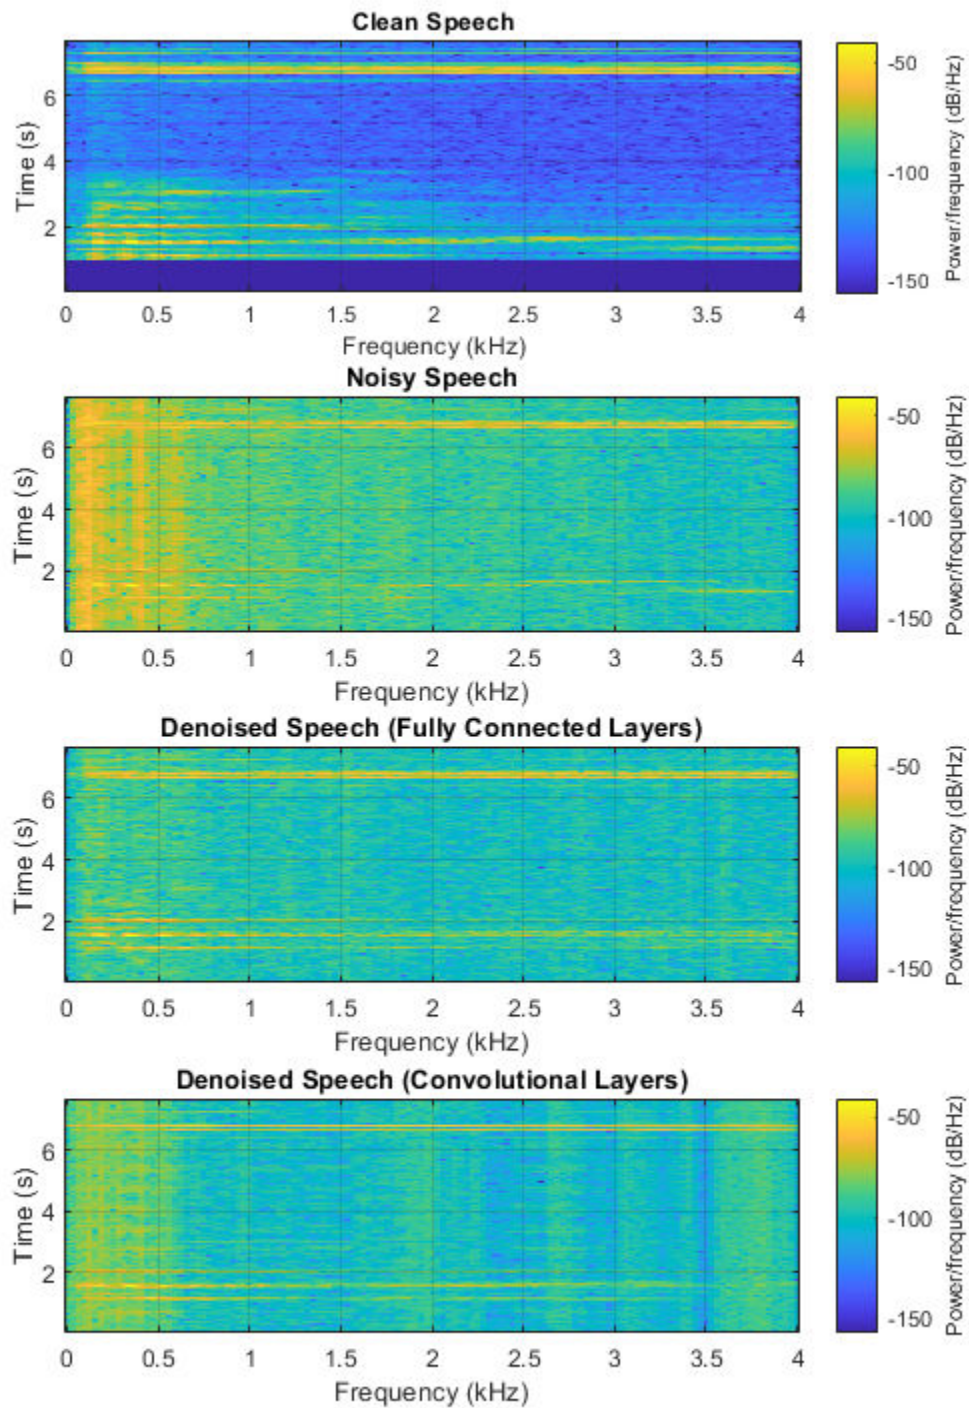 Clean Speech
6
4
2
Time (s)
0 0.5 1 1.5 2 2.5 3 3.5 4
Frequency (kHz)
-50
-100
-150
Power/frequency (dB/Hz)
Noisy Speech
6
4
2
Time (s)
0 0.5 1 1.5 2 2.5 3 3.5 4
Frequency (kHz)
-50
-100
-150
Power/frequency (dB/Hz)
Denoised Speech (Fully Connected Layers)
6
4
2
Time (s)
0 0.5 1 1.5 2 2.5 3 3.5 4
Frequency (kHz)
-50
-100
-150
Power/frequency (dB/Hz)
Denoised Speech (Convolutional Layers)
6
4
2
Time (s)
0 0.5 1 1.5 2 2.5 3 3.5 4
Frequency (kHz)
-50
-100
-150
Power/frequency (dB/Hz)